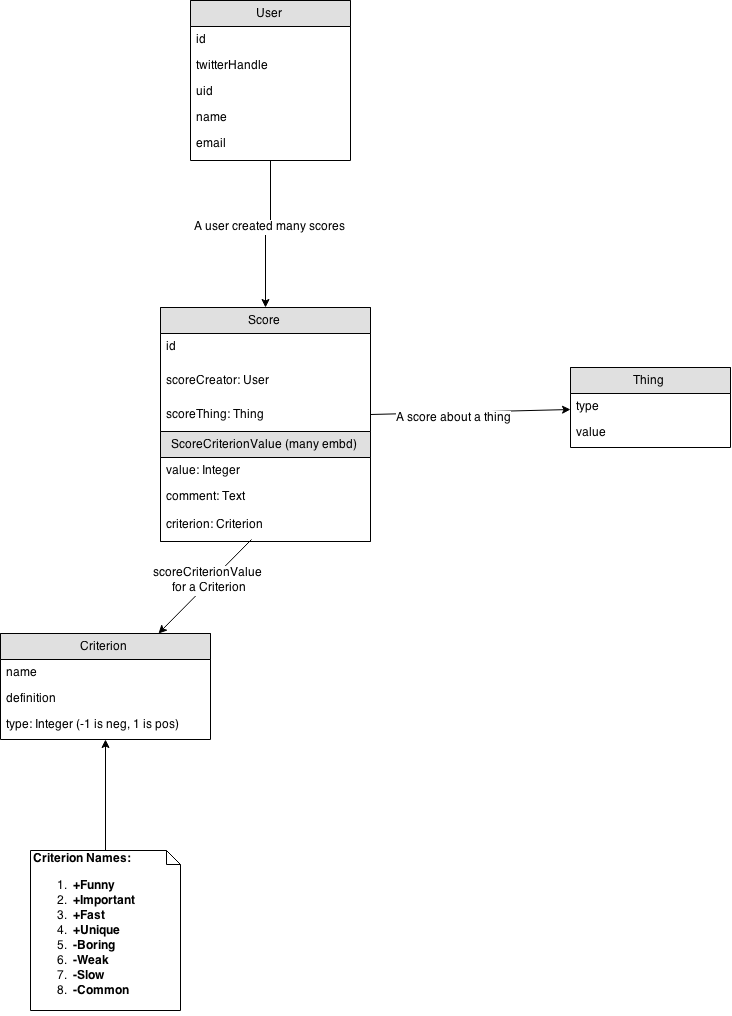 User
id
twitterHandle
uid
name
email
A user created many scores
Score
id
scoreCreator: User
scoreThing: Thing
ScoreCriterionValue (many embd)
value: Integer
comment: Text
criterion: Criterion
A score about a thing
Thing
type
value
scoreCriterionValue
for a Criterion
Criterion
name
definition
type: Integer (-1 is neg, 1 is pos)
Criterion Names:
1. +Funny
2. +Important
3. +Fast
4. +Unique
5. -Boring
6. -Weak
7. -Slow
8. -Common